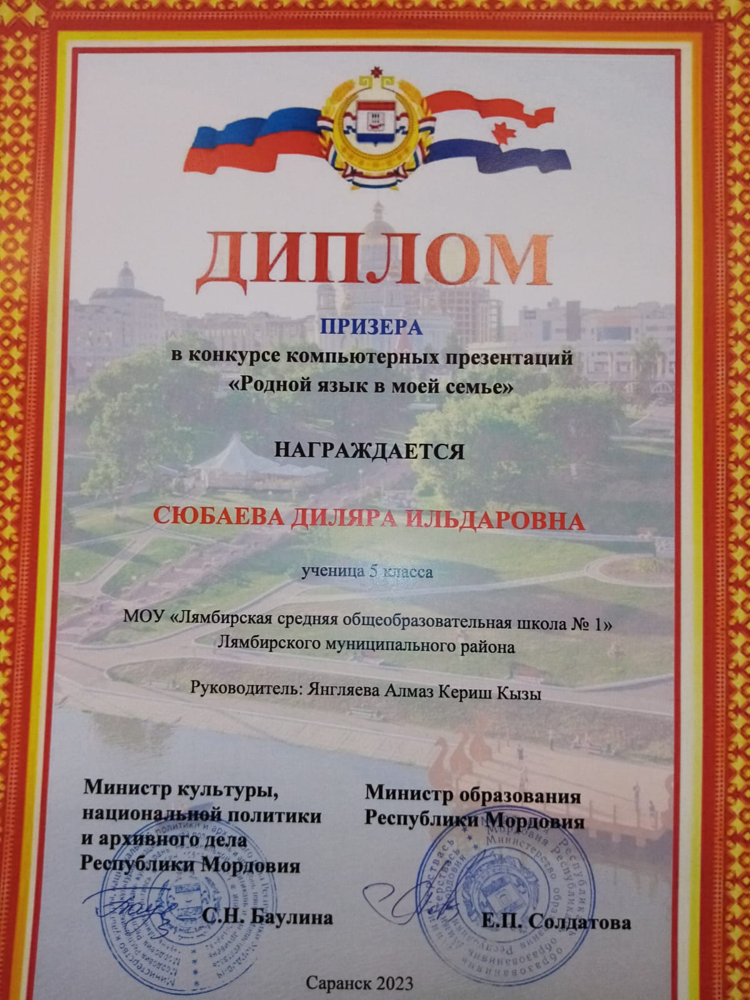 ДИПЛОМ
ПРИЗЕРА
в конкурсе компьютерных презентаций
«Родной язык в моей семье»
НАГРАЖДАЕТСЯ
СЮБАЕВА ДИЛЯРА ИЛЬДАРОВНА
ученица 5 класса
МОУ «Лямбирская средняя общеобразовательная школа № 1»
Лямбирского муниципального района
Руководитель: Янгляева Алмаз Кериш Кызы
Министр культуры,
национальной политики
и архивного дела
Республики Мордовия
С.Н. Баулина
Министр образования
Республики Мордовия
Е.П. Солдатова
Саранск 2023